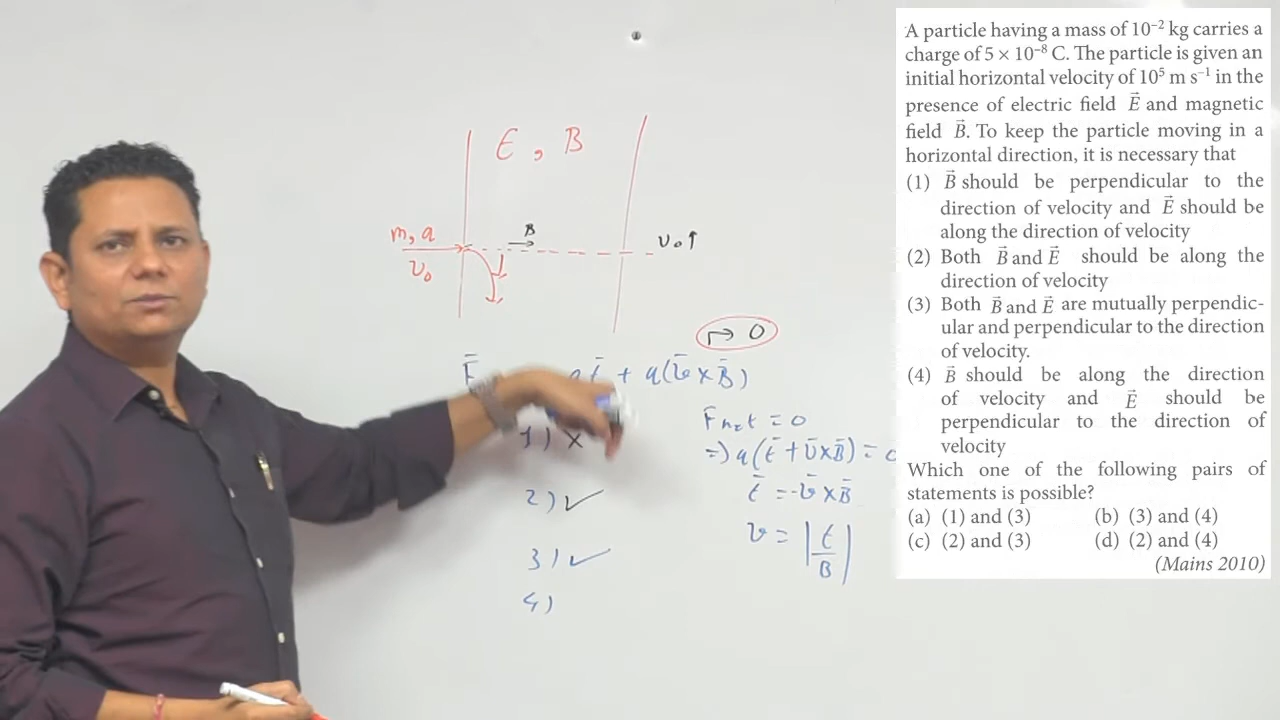 E, B
m, q
v₀
B
v₀↑
r→ 0
F qE + q(v̄×B̄)
1) ×
2) ✓
3) ✓
4)
F net = 0
⇒ q(Ē + v̄×B̄) = 0
Ē = -v̄×B̄
v = |E/B|
A particle having a mass of 10⁻² kg carries a
charge of 5 × 10⁻⁸ C. The particle is given an
initial horizontal velocity of 10⁵ m s⁻¹ in the
presence of electric field E⃗ and magnetic
field B⃗. To keep the particle moving in a
horizontal direction, it is necessary that
(1) B⃗ should be perpendicular to the
direction of velocity and E⃗ should be
along the direction of velocity
(2) Both B⃗ and E⃗ should be along the
direction of velocity
(3) Both B⃗ and E⃗ are mutually perpendic-
ular and perpendicular to the direction
of velocity.
(4) B⃗ should be along the direction
of velocity and E⃗ should be
perpendicular to the direction of
velocity
Which one of the following pairs of
statements is possible?
(a) (1) and (3) (b) (3) and (4)
(c) (2) and (3) (d) (2) and (4)
(Mains 2010)